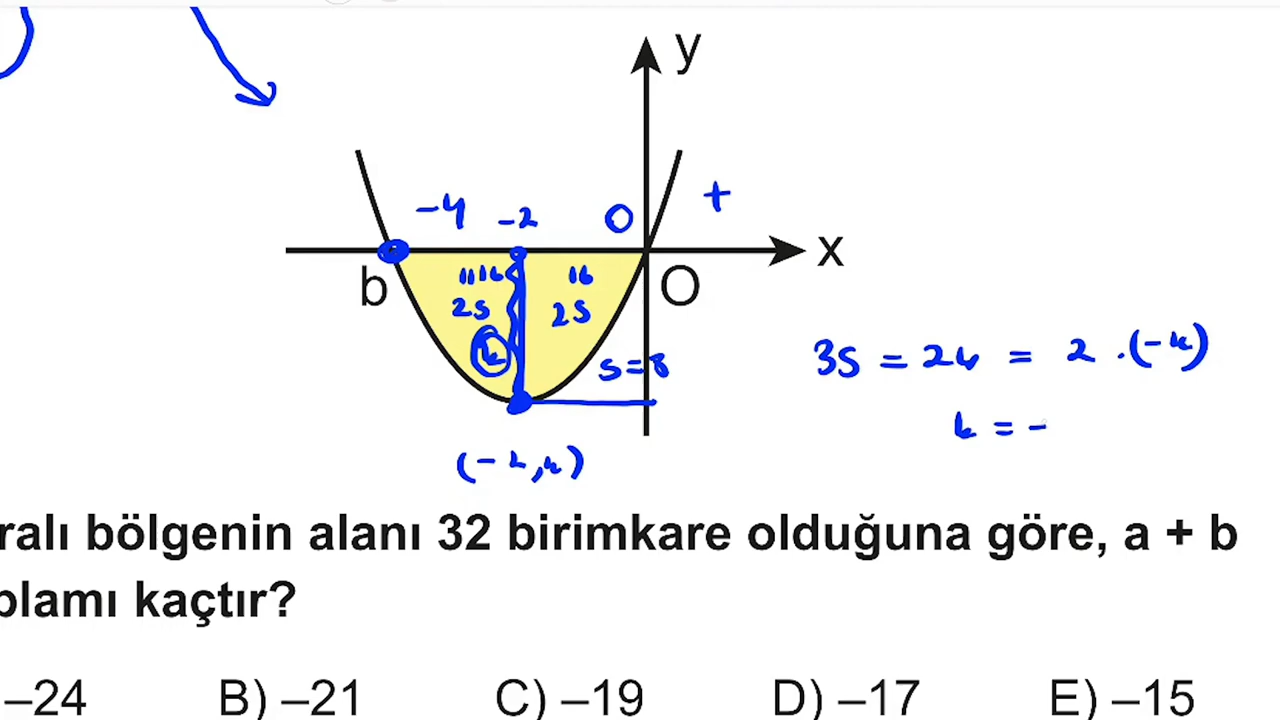 y
-4 -2 0 +
x
b 16 16 O
2S 2S
k S=8
3S = 24 = 2 . (-k)
k = -
(-2,k)
ralı bölgenin alanı 32 birimkare olduğuna göre, a + b
plamı kaçtır?
–24 B) –21 C) –19 D) –17 E) –15